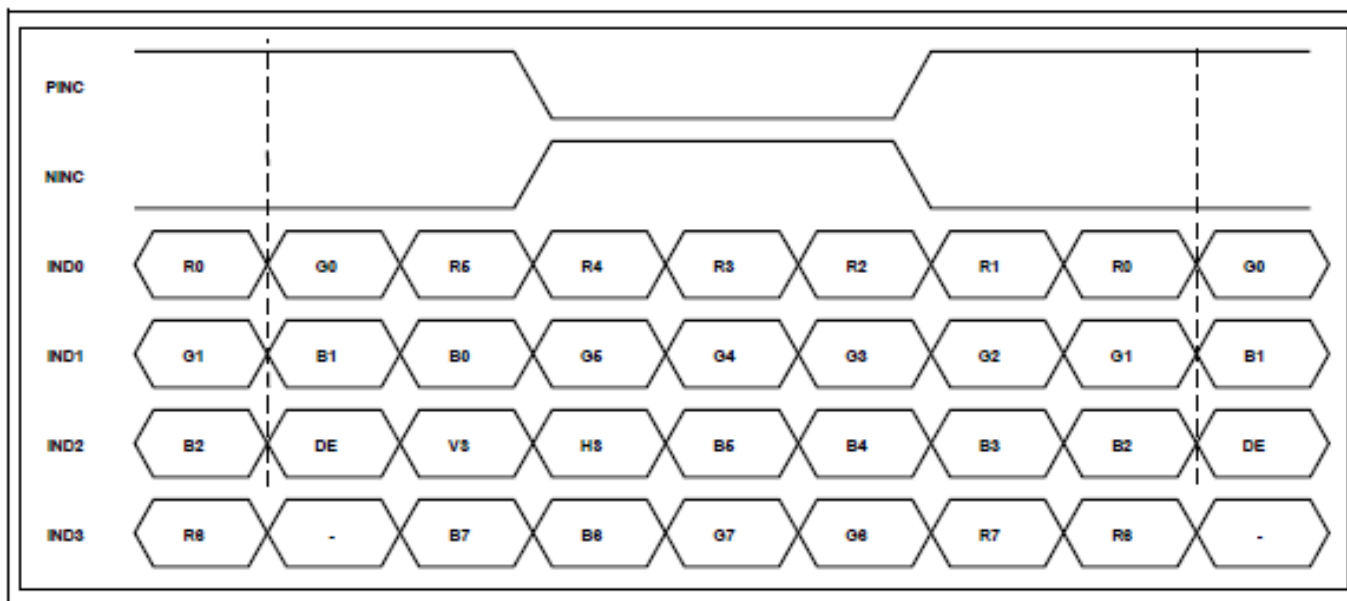 PINC
NINC
IND0 R0 G0 R5 R4 R3 R2 R1 R0 G0
IND1 G1 B1 B0 G5 G4 G3 G2 G1 B1
IND2 B2 DE VS HS B5 B4 B3 B2 DE
IND3 R6 - B7 B6 G7 G6 R7 R6 -